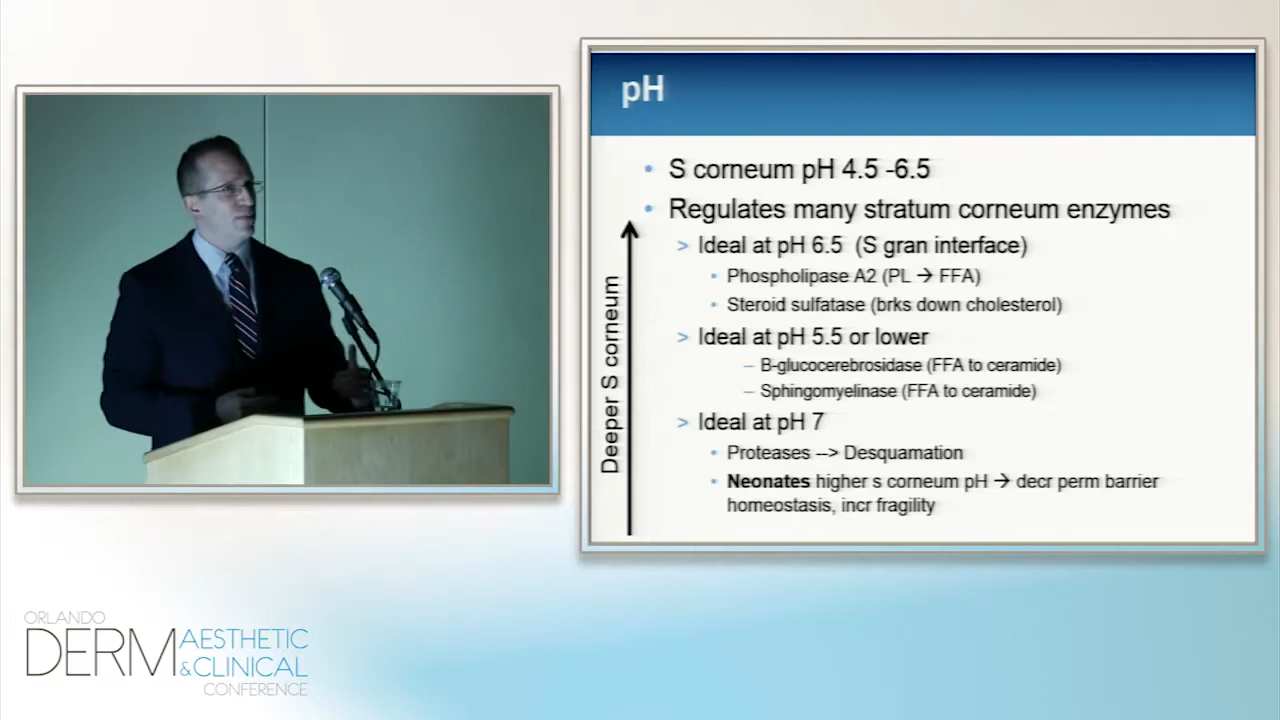 pH
S corneum pH 4.5 -6.5
Regulates many stratum corneum enzymes
> Ideal at pH 6.5 (S gran interface)
Phospholipase A2 (PL → FFA)
Steroid sulfatase (brks down cholesterol)
> Ideal at pH 5.5 or lower
– B-glucocerebrosidase (FFA to ceramide)
– Sphingomyelinase (FFA to ceramide)
> Ideal at pH 7
Proteases --> Desquamation
Neonates higher s corneum pH → decr perm barrier
homeostasis, incr fragility
Deeper S corneum
ORLANDO
DERM AESTHETIC
& CLINICAL
CONFERENCE